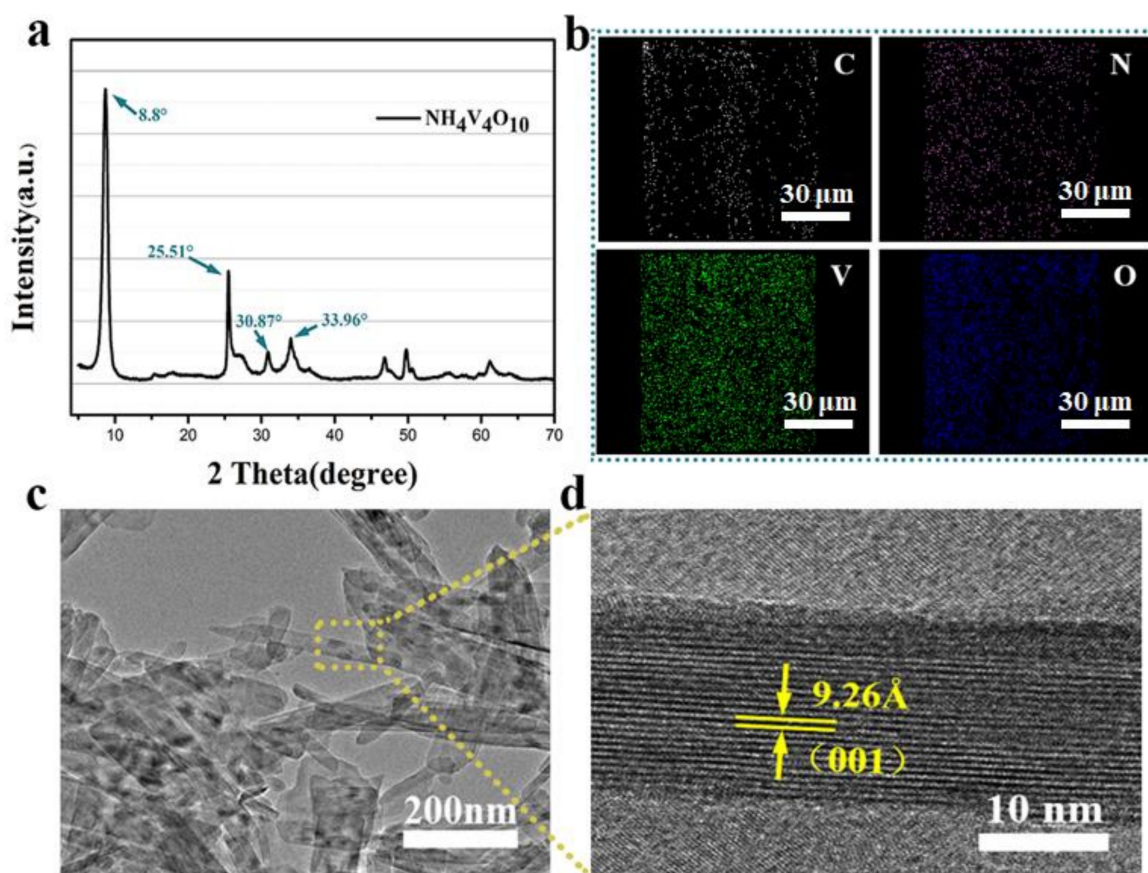 a
8.8°
NH₄V₄O₁₀
25.51°
30.87°
33.96°
Intensity(a.u.)
10
20
30
40
50
60
70
2 Theta(degree)
b
C
30 μm
N
30 μm
V
30 μm
O
30 μm
c
200nm
d
9.26Å
(001)
10 nm